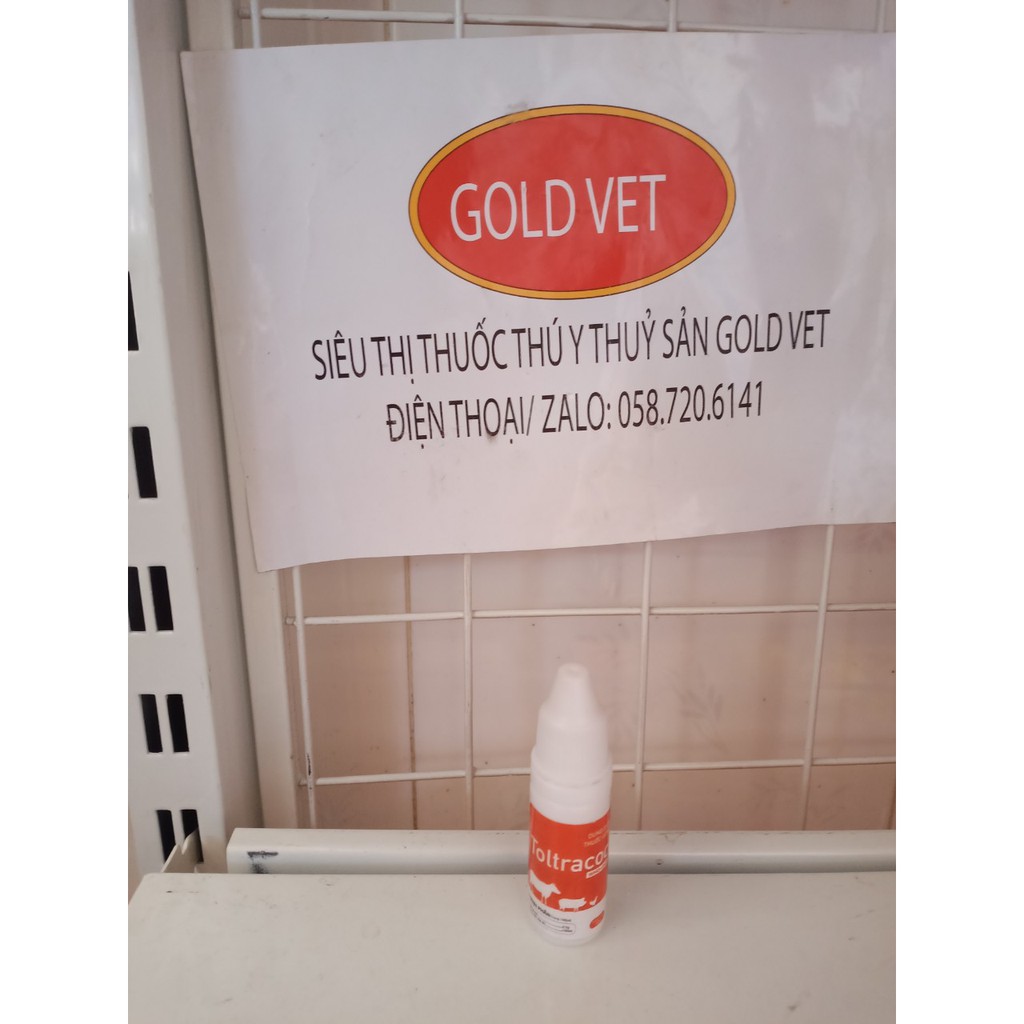 GOLD VET
SIÊU THỊ THUỐC THÚ Y THUỶ SẢN GOLD VET
ĐIỆN THOẠI/ ZALO: 058.720.6141
Toltracoc